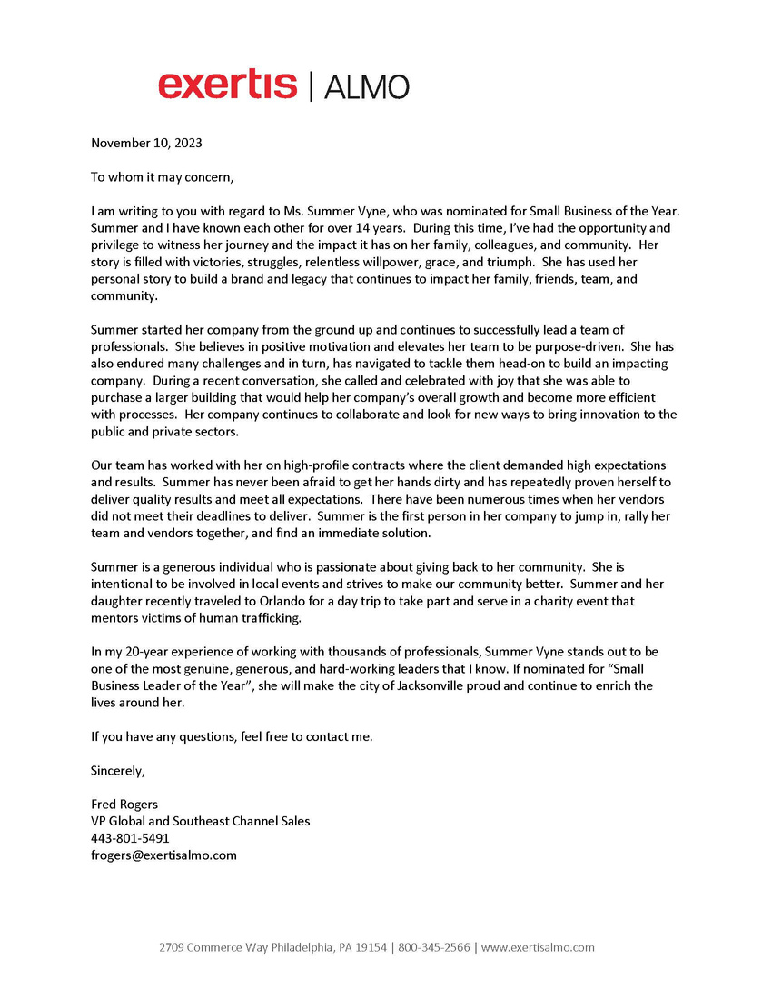 exertis | ALMO
November 10, 2023
To whom it may concern,
I am writing to you with regard to Ms. Summer Vyne, who was nominated for Small Business of the Year.
Summer and I have known each other for over 14 years.  During this time, I’ve had the opportunity and
privilege to witness her journey and the impact it has on her family, colleagues, and community.  Her
story is filled with victories, struggles, relentless willpower, grace, and triumph.  She has used her
personal story to build a brand and legacy that continues to impact her family, friends, team, and
community.
Summer started her company from the ground up and continues to successfully lead a team of
professionals.  She believes in positive motivation and elevates her team to be purpose-driven.  She has
also endured many challenges and in turn, has navigated to tackle them head-on to build an impacting
company.  During a recent conversation, she called and celebrated with joy that she was able to
purchase a larger building that would help her company’s overall growth and become more efficient
with processes.  Her company continues to collaborate and look for new ways to bring innovation to the
public and private sectors.
Our team has worked with her on high-profile contracts where the client demanded high expectations
and results.  Summer has never been afraid to get her hands dirty and has repeatedly proven herself to
deliver quality results and meet all expectations.  There have been numerous times when her vendors
did not meet their deadlines to deliver.  Summer is the first person in her company to jump in, rally her
team and vendors together, and find an immediate solution.
Summer is a generous individual who is passionate about giving back to her community.  She is
intentional to be involved in local events and strives to make our community better.  Summer and her
daughter recently traveled to Orlando for a day trip to take part and serve in a charity event that
mentors victims of human trafficking.
In my 20-year experience of working with thousands of professionals, Summer Vyne stands out to be
one of the most genuine, generous, and hard-working leaders that I know. If nominated for “Small
Business Leader of the Year”, she will make the city of Jacksonville proud and continue to enrich the
lives around her.
If you have any questions, feel free to contact me.
Sincerely,
Fred Rogers
VP Global and Southeast Channel Sales
443-801-5491
frogers@exertisalmo.com
2709 Commerce Way Philadelphia, PA 19154 | 800-345-2566 | www.exertisalmo.com